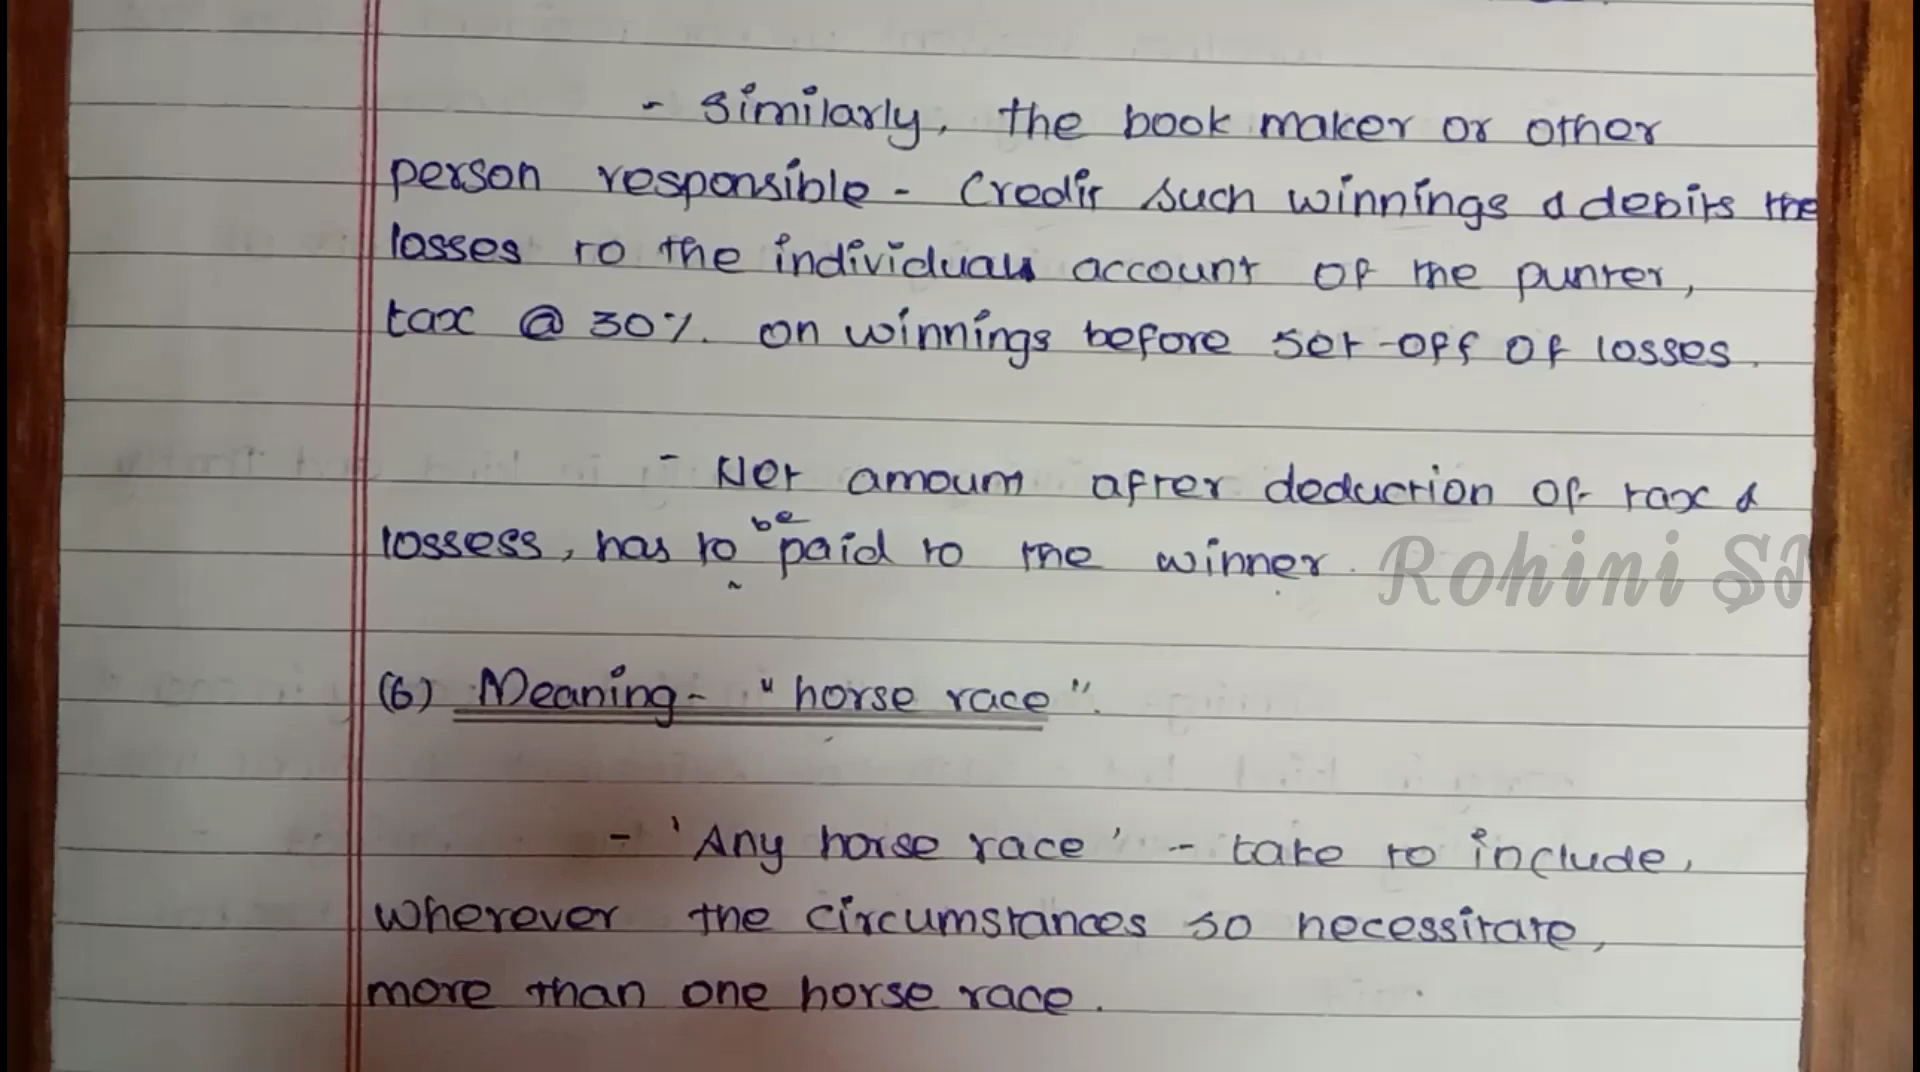 - Similarly, the book maker or other
person responsible - Credit such winnings & debits the
losses to the individual account of the punter,
tax @ 30%. on winnings before set-off of losses.
- Net amount after deduction of tax &
lossess, has to be paid to the winner.
Rohini
(6) Meaning - "horse race".
- 'Any horse race' - take to include,
wherever the circumstances so necessitate,
more than one horse race.